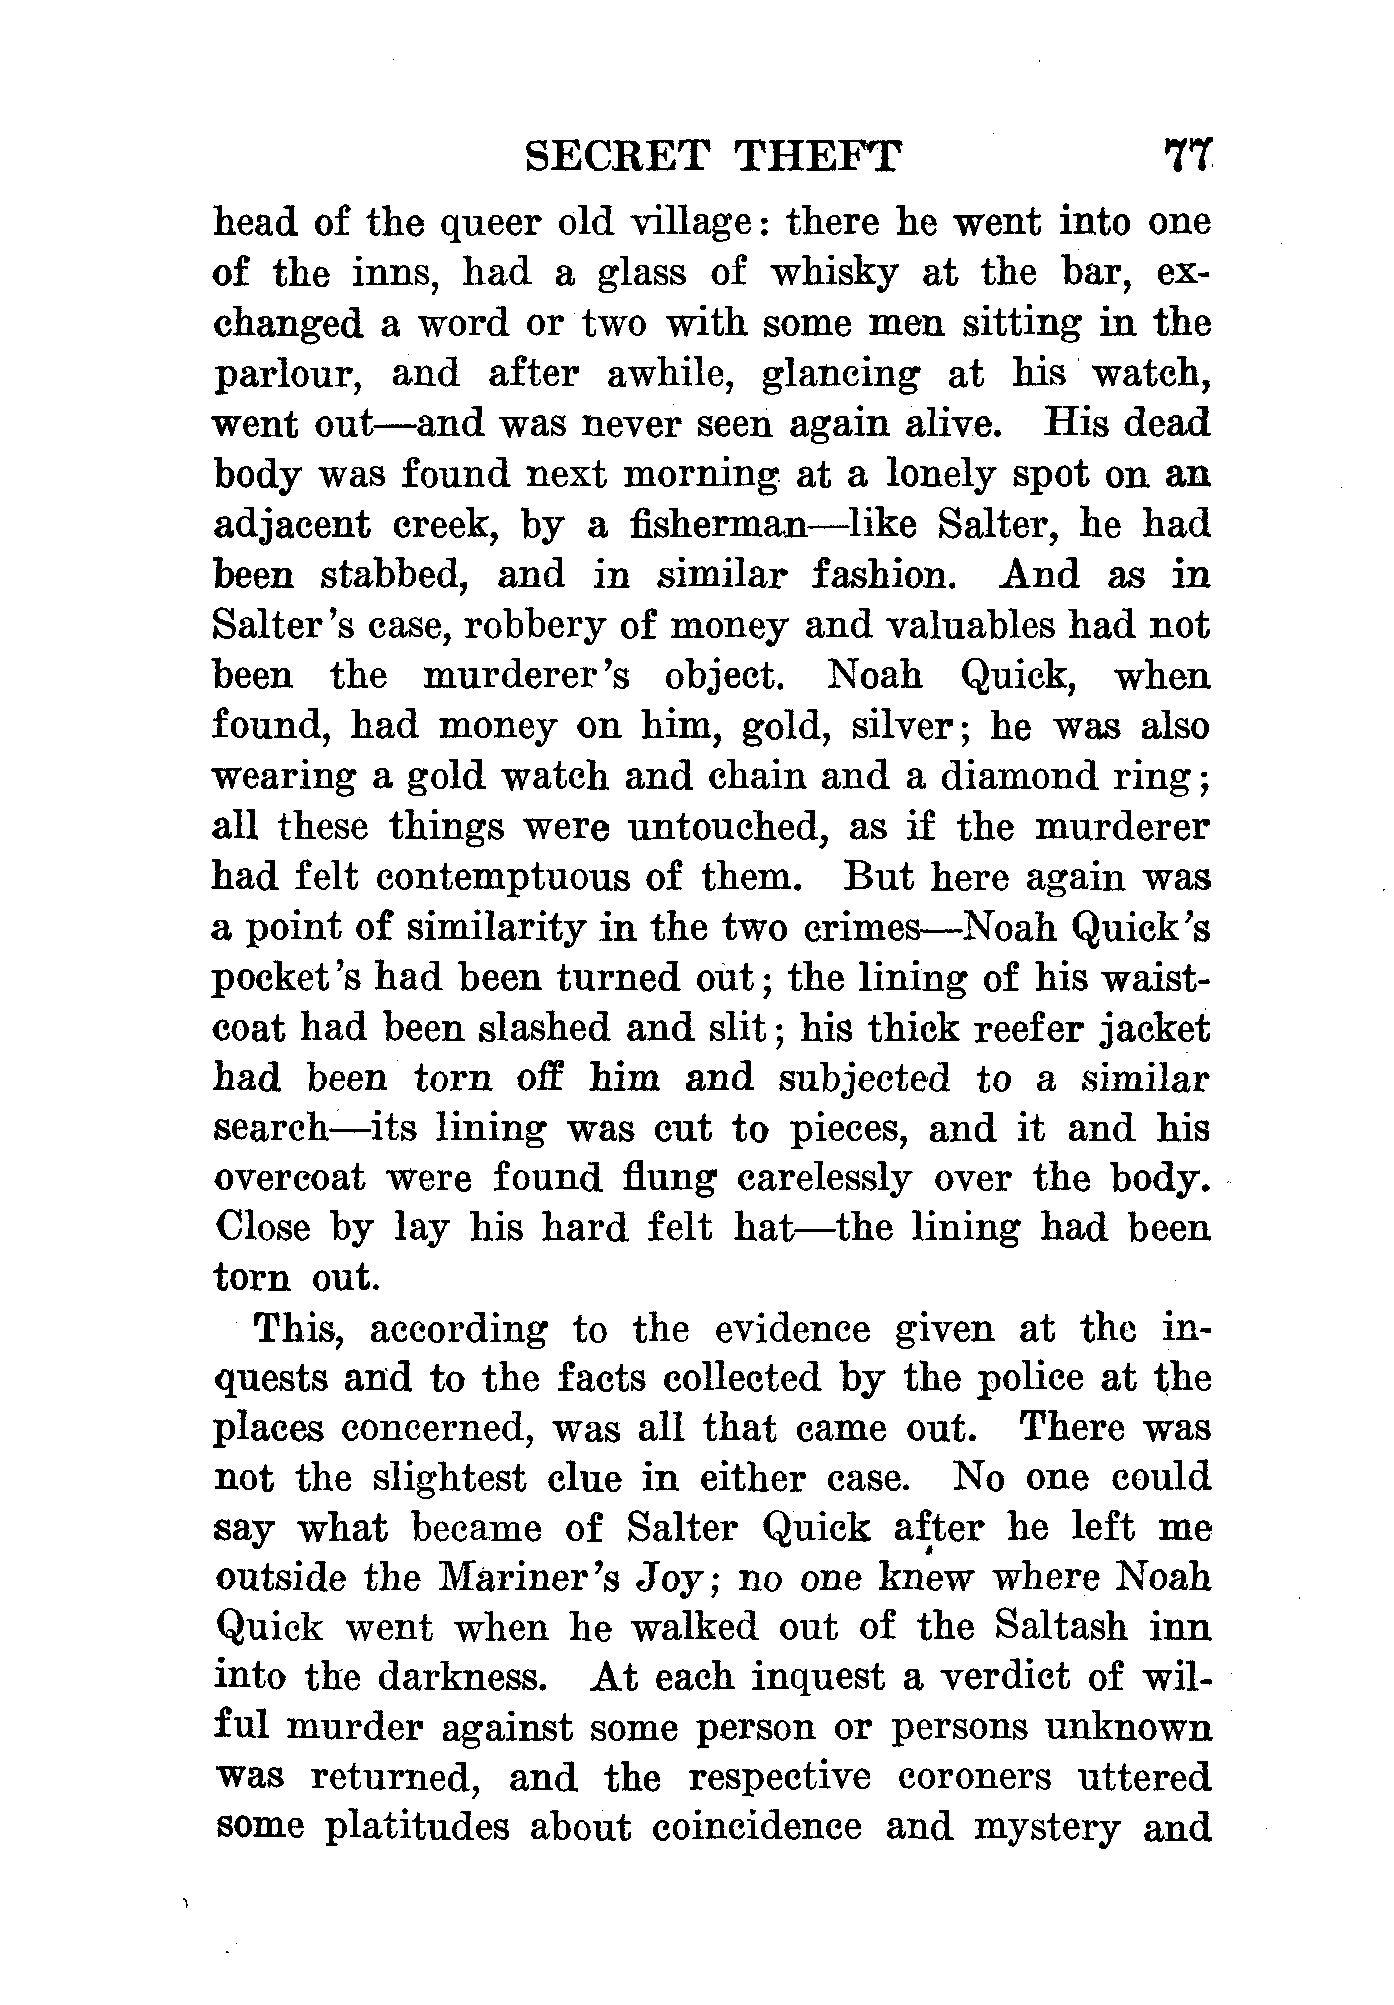 SECRET THEFT 77
head of the queer old village: there he went into one
of the inns, had a glass of whisky at the bar, ex-
changed a word or two with some men sitting in the
parlour, and after awhile, glancing at his watch,
went out—and was never seen again alive. His dead
body was found next morning at a lonely spot on an
adjacent creek, by a fisherman—like Salter, he had
been stabbed, and in similar fashion. And as in
Salter's case, robbery of money and valuables had not
been the murderer's object. Noah Quick, when
found, had money on him, gold, silver; he was also
wearing a gold watch and chain and a diamond ring;
all these things were untouched, as if the murderer
had felt contemptuous of them. But here again was
a point of similarity in the two crimes—Noah Quick's
pocket's had been turned out; the lining of his waist-
coat had been slashed and slit; his thick reefer jacket
had been torn off him and subjected to a similar
search—its lining was cut to pieces, and it and his
overcoat were found flung carelessly over the body.
Close by lay his hard felt hat—the lining had been
torn out.
This, according to the evidence given at the in-
quests and to the facts collected by the police at the
places concerned, was all that came out. There was
not the slightest clue in either case. No one could
say what became of Salter Quick after he left me
outside the Mariner's Joy; no one knew where Noah
Quick went when he walked out of the Saltash inn
into the darkness. At each inquest a verdict of wil-
ful murder against some person or persons unknown
was returned, and the respective coroners uttered
some platitudes about coincidence and mystery and